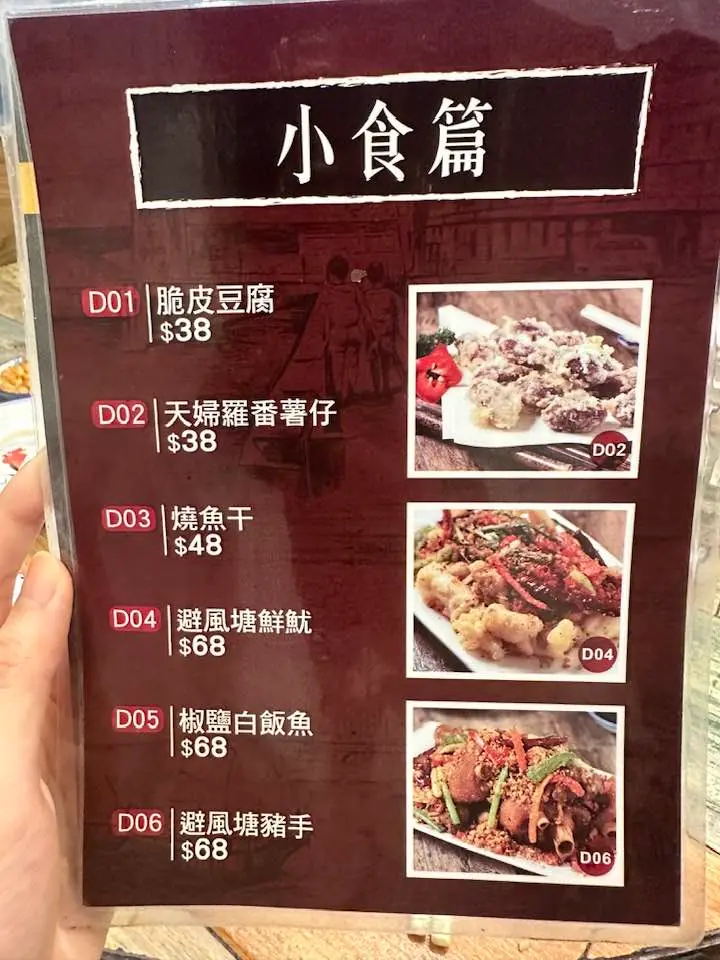 小食篇
D01 脆皮豆腐
$38
D02 天婦羅番薯仔
$38
D03 燒魚干
$48
D04 避風塘鮮魷
$68
D05 椒鹽白飯魚
$68
D06 避風塘豬手
$68
D02
D04
D06